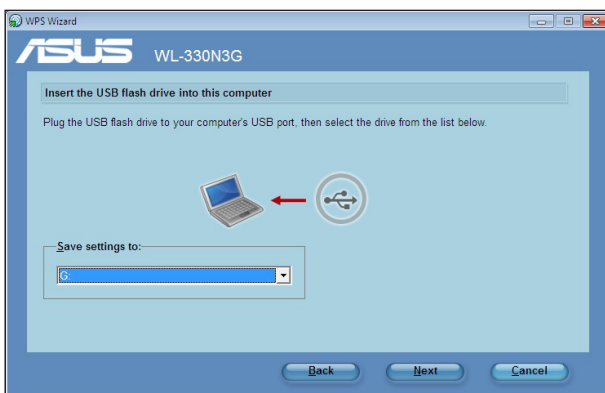 WPS Wizard
ASUS WL-330N3G
Insert the USB flash drive into this computer
Plug the USB flash drive to your computer's USB port, then select the drive from the list below.
Save settings to:
G:
Back Next Cancel